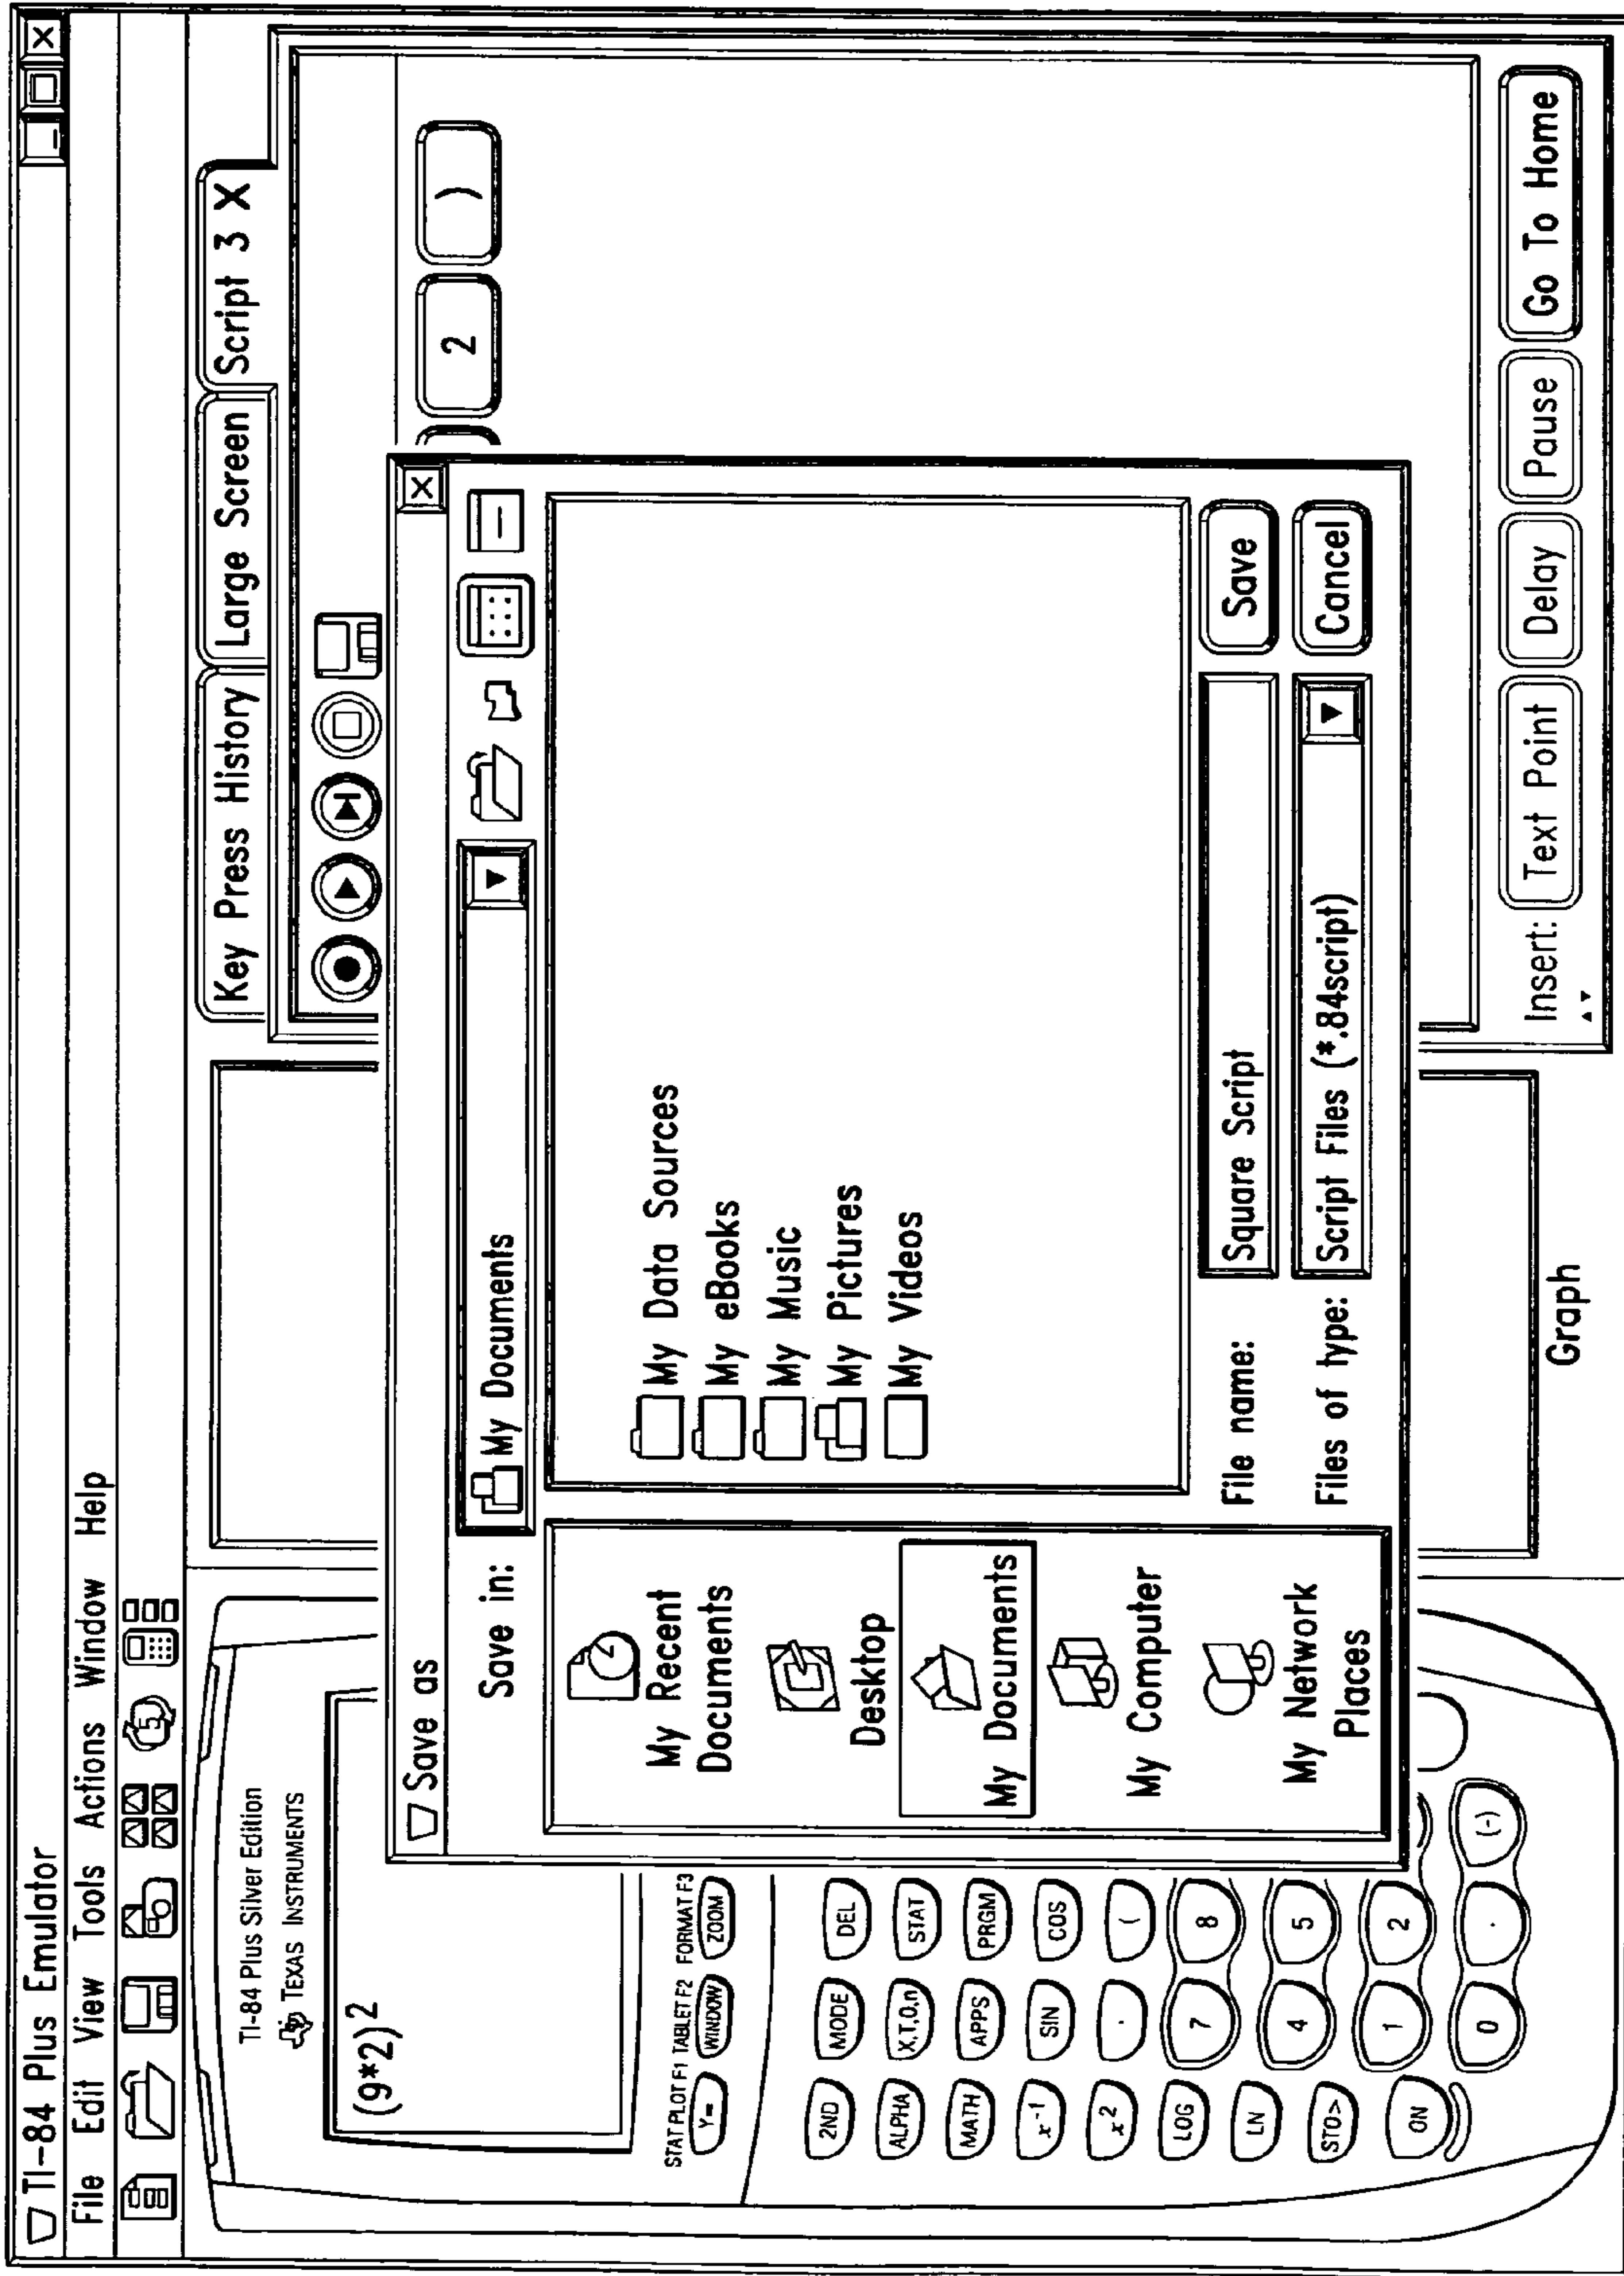 TI-84 Plus Emulator
File Edit View Tools Actions Window Help
TI-84 Plus Silver Edition
TEXAS INSTRUMENTS
(9*2)2
STAT PLOT F1 TABLET F2 FORMAT F3
Y= WINDOW ZOOM
2ND MODE DEL
ALPHA X,T,0,n STAT
MATH APPS PRGM
x-1 SIN COS
x2 . (
LOG 7 8
LN 4 5
STO> 1 2
ON 0 . (-)
Key Press History Large Screen Script 3 X
2 )
Save as
Save in: My Documents
My Recent
Documents
Desktop
My Documents
My Computer
My Network
Places
My Data Sources
My eBooks
My Music
My Pictures
My Videos
File name: Square Script Save
Files of type: Script Files (*.84script) Cancel
Graph
Insert: Text Point Delay Pause Go To Home